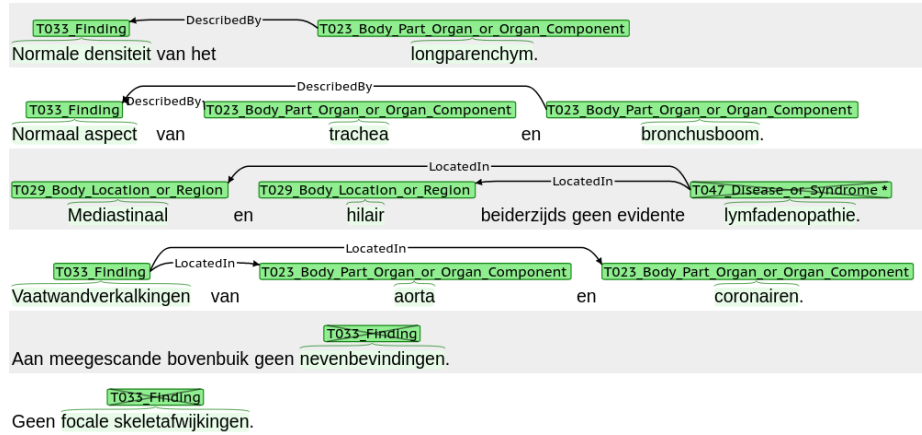 DescribedBy
T033_Finding T023_Body_Part_Organ_or_Organ_Component
Normale densiteit van het longparenchym.
DescribedBy
T033_Finding DescribedBy T023_Body_Part_Organ_or_Organ_Component T023_Body_Part_Organ_or_Organ_Component
Normaal aspect van trachea en bronchusboom.
LocatedIn
LocatedIn
T029_Body_Location_or_Region T029_Body_Location_or_Region T047_Disease_or_Syndrome *
Mediastinaal en hilair beiderzijds geen evidente lymfadenopathie.
LocatedIn
LocatedIn
T033_Finding T023_Body_Part_Organ_or_Organ_Component T023_Body_Part_Organ_or_Organ_Component
Vaatwandverkalkingen van aorta en coronairen.
T033_Finding
Aan meegescande bovenbuik geen nevenbevindingen.
T033_Finding
Geen focale skeletafwijkingen.